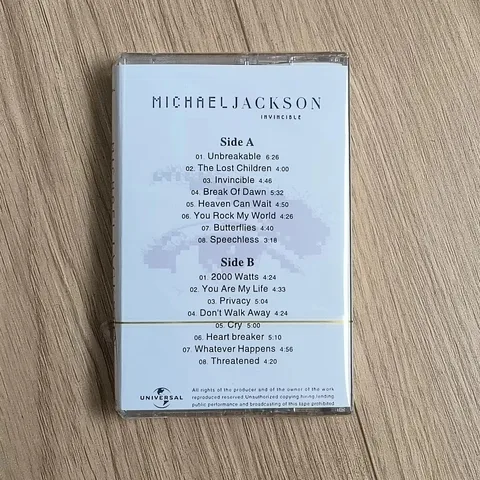 MICHAEL JACKSON
INVINCIBLE
Side A
01. Unbreakable 6:26
02. The Lost Children 4:00
03. Invincible 4:46
04. Break Of Dawn 5:32
05. Heaven Can Wait 4:50
06. You Rock My World 4:26
07. Butterflies 4:40
08. Speechless 3:18
Side B
01. 2000 Watts 4:24
02. You Are My Life 4:33
03. Privacy 5:04
04. Don't Walk Away 4:24
05. Cry 5:00
06. Heart breaker 5:10
07. Whatever Happens 4:56
08. Threatened 4:20
UNIVERSAL
All rights of the producer and of the owner of the work
reproduced reserved Unsuthorized copying hiring lending
public performance and broadcasting of this tape prohibited